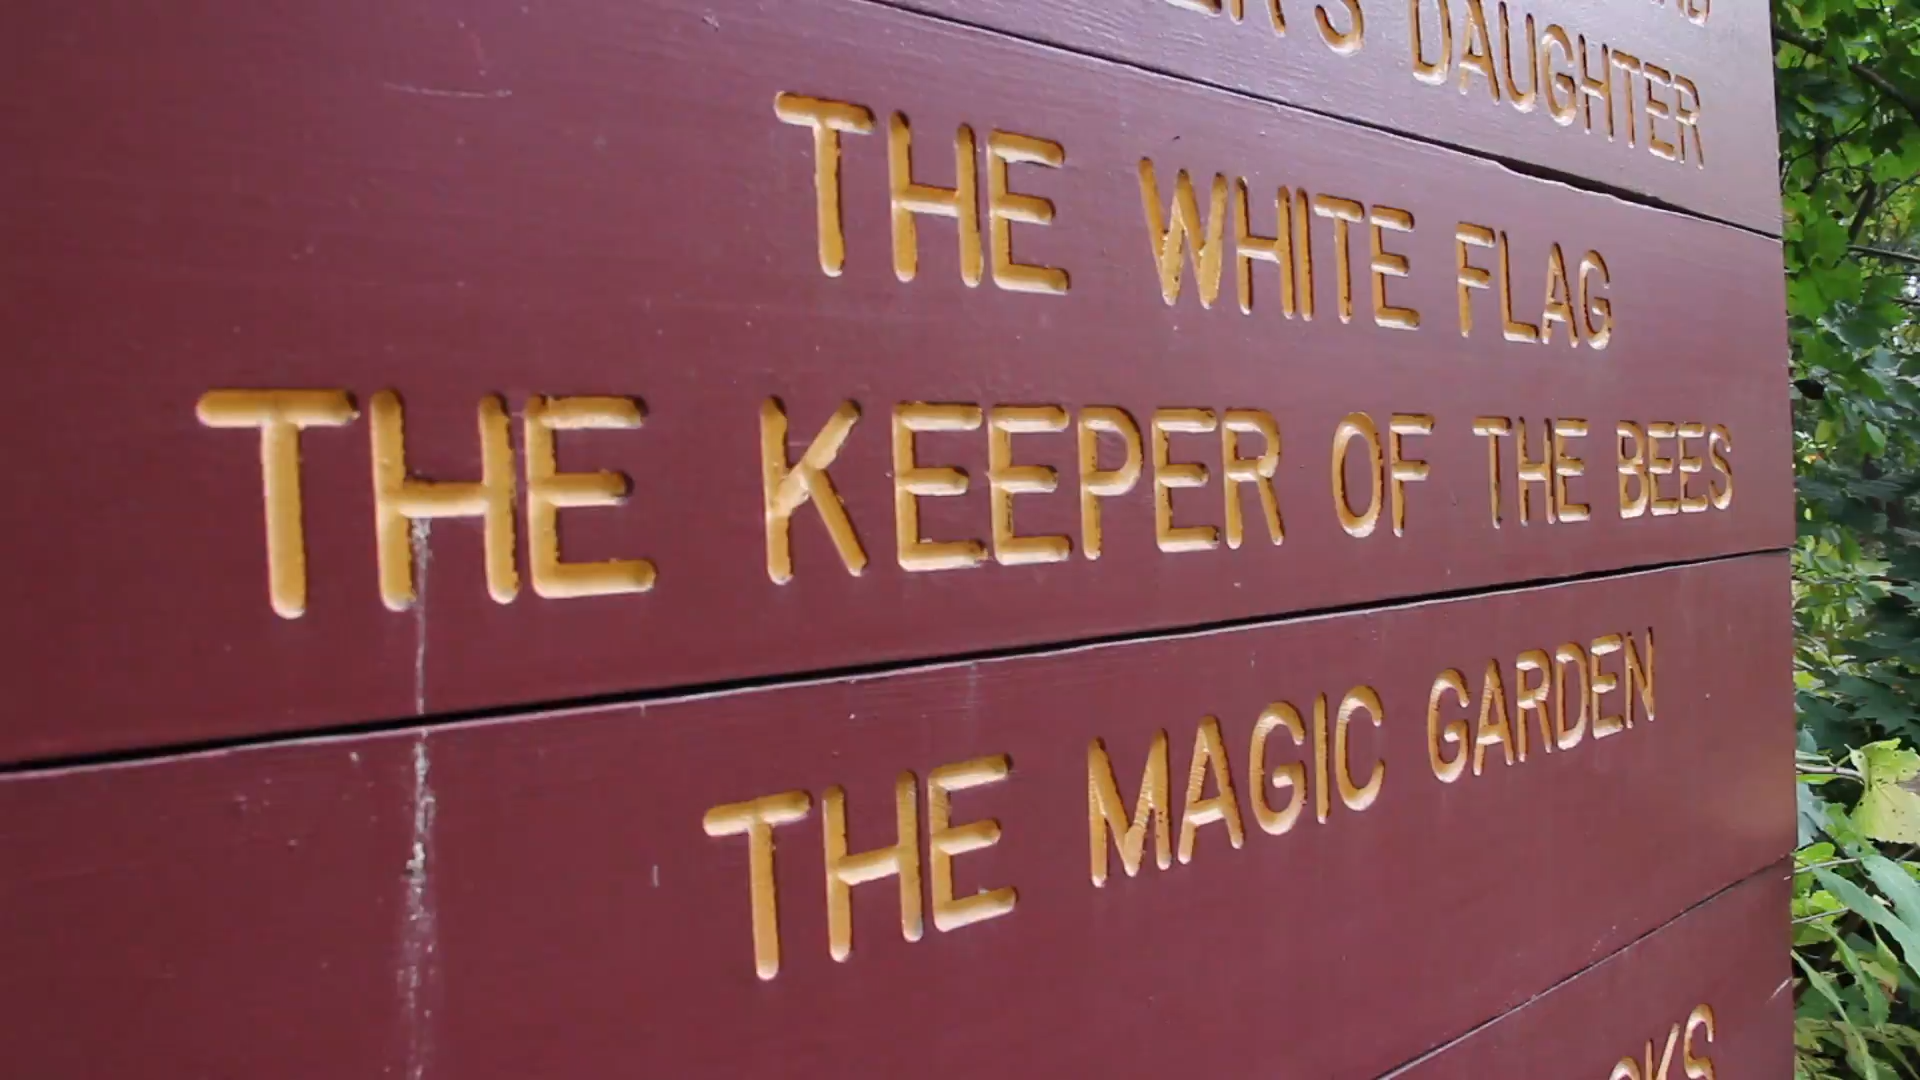 DAUGHTER
THE WHITE FLAG
THE KEEPER OF THE BEES
THE MAGIC GARDEN